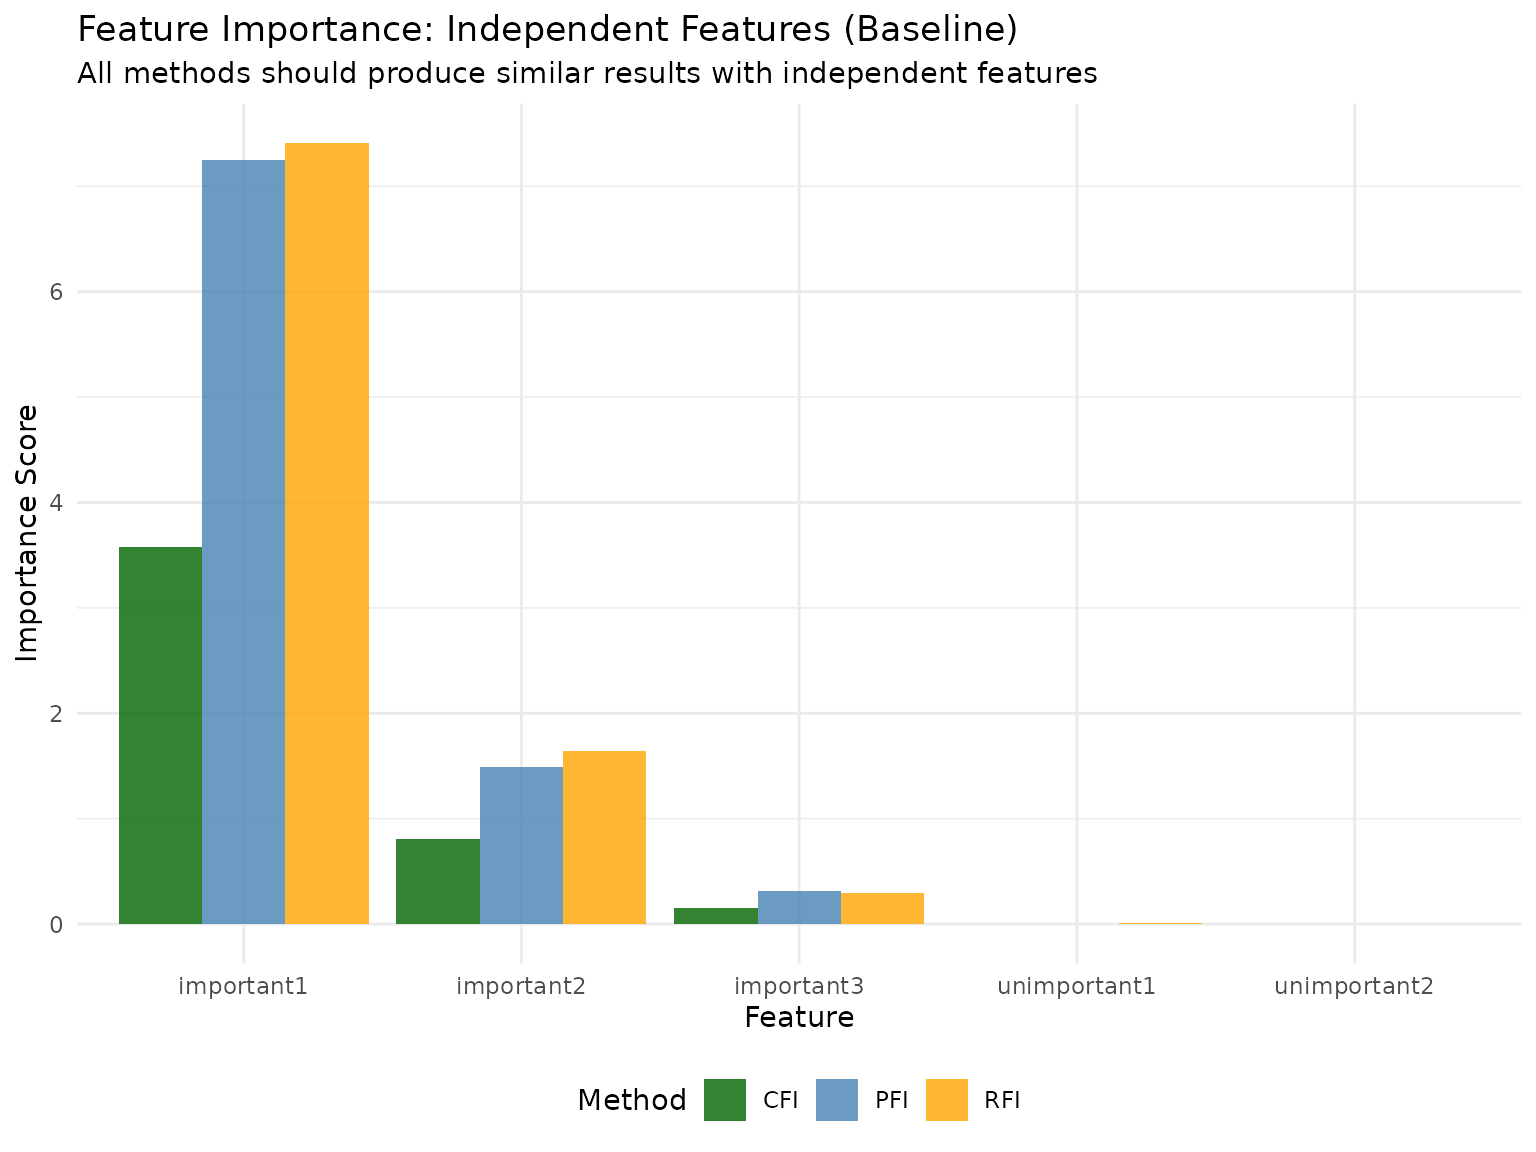 Feature Importance: Independent Features (Baseline)
All methods should produce similar results with independent features
Importance Score
6
4
2
0
important1 important2 important3 unimportant1 unimportant2
Feature
Method CFI PFI RFI